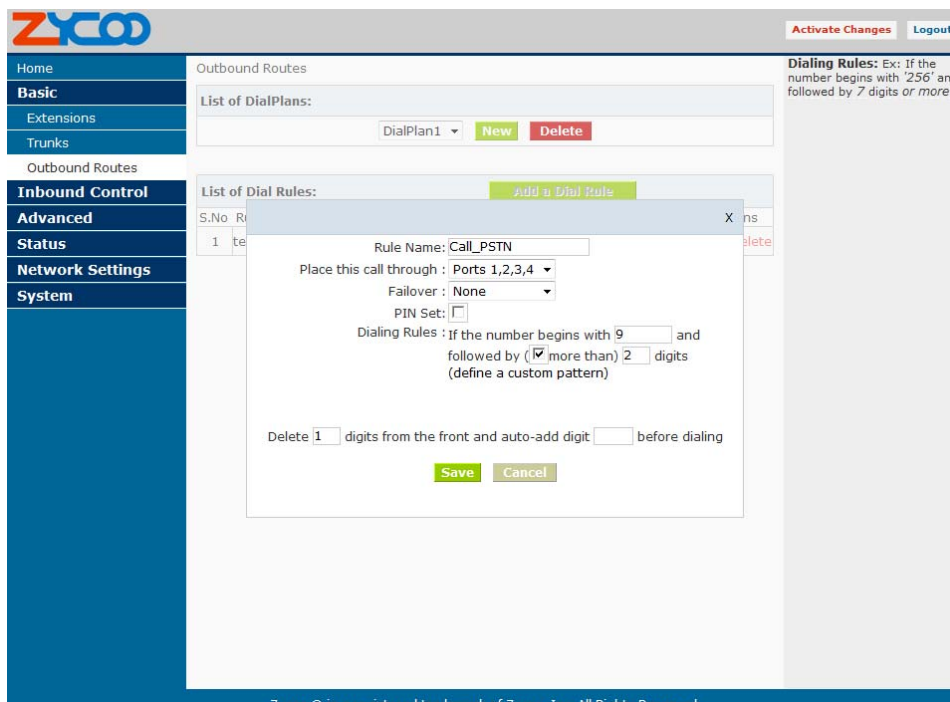 ZYCOO
Activate Changes
Logout
Home
Basic
Extensions
Trunks
Outbound Routes
Inbound Control
Advanced
Status
Network Settings
System
Outbound Routes
List of DialPlans:
DialPlan1 New Delete
List of Dial Rules: Add a Dial Rule
S.No
1
X
Rule Name: Call_PSTN
Place this call through : Ports 1,2,3,4
Failover : None
PIN Set:
Dialing Rules : If the number begins with 9 and
followed by ( more than) 2 digits
(define a custom pattern)
Delete 1 digits from the front and auto-add digit before dialing
Save Cancel
Dialing Rules: Ex: If the
number begins with '256' an
followed by 7 digits or more